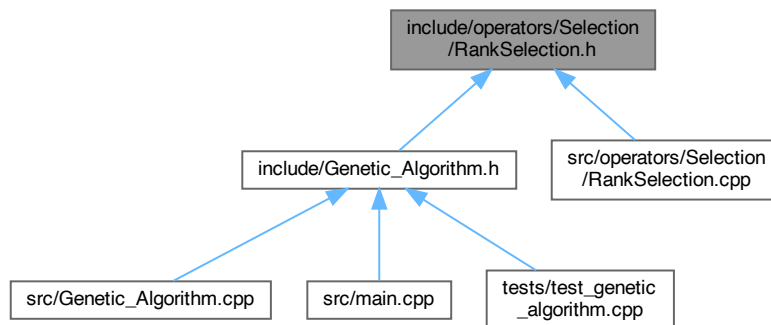 include/operators/Selection
/RankSelection.h
include/Genetic_Algorithm.h
src/operators/Selection
/RankSelection.cpp
src/Genetic_Algorithm.cpp
src/main.cpp
tests/test_genetic
_algorithm.cpp